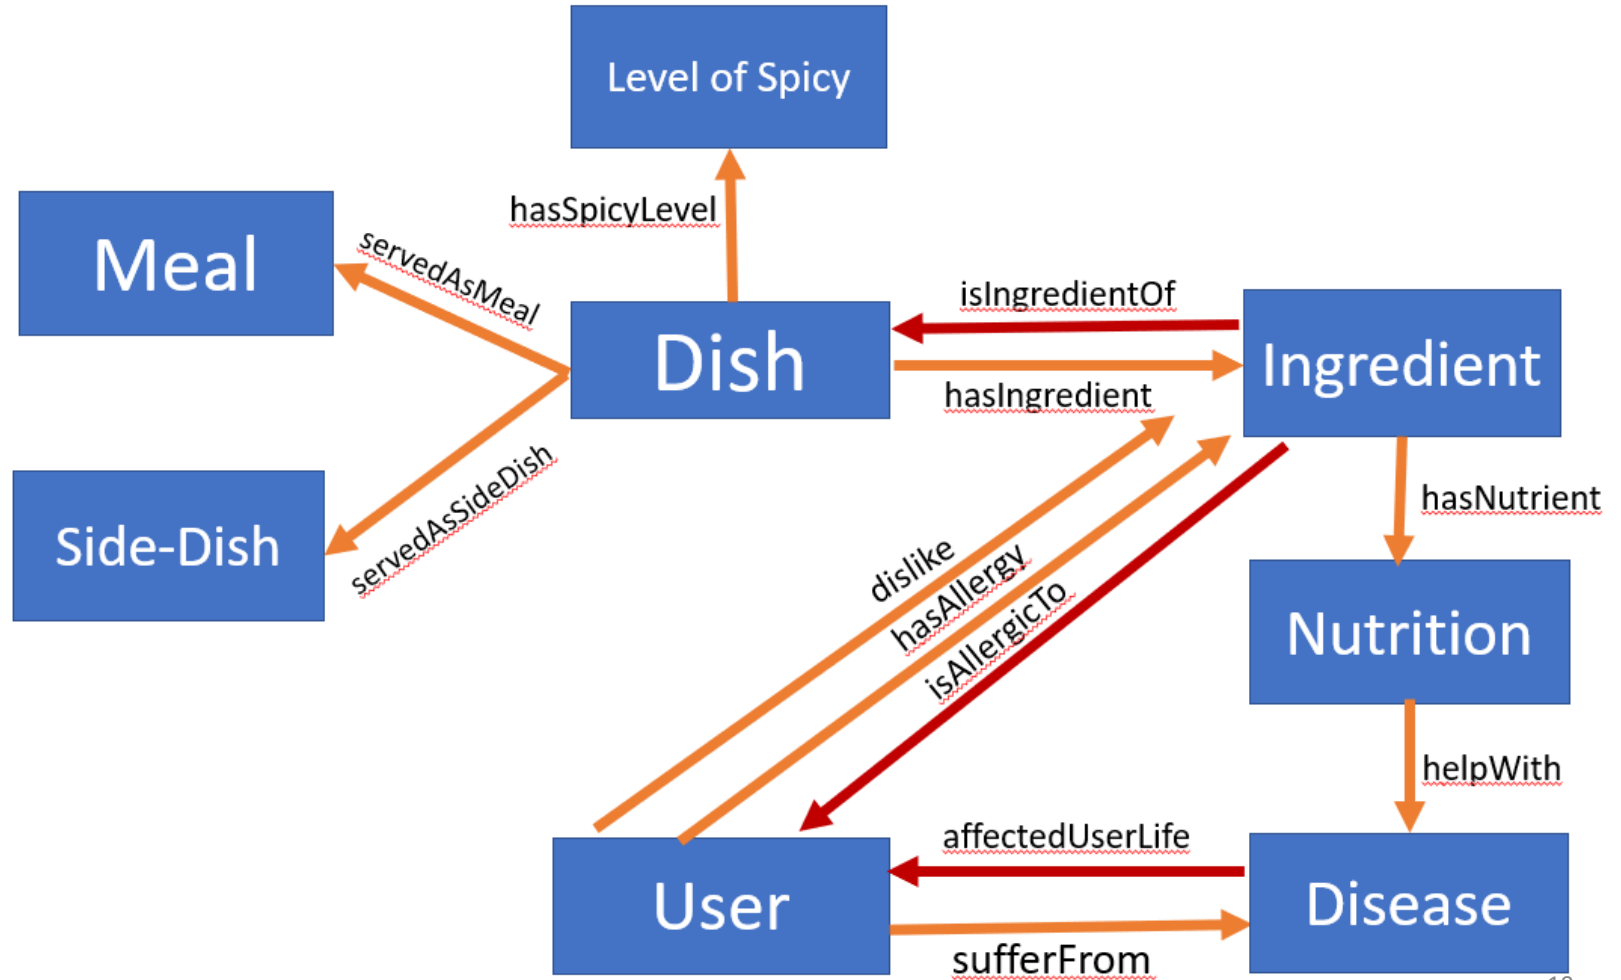 Level of Spicy
hasSpicyLevel
Meal
servedAsMeal
isIngredientOf
Dish
Ingredient
hasIngredient
servedAsSideDish
Side-Dish
hasNutrient
dislike
hasAllergy
isAllergicTo
Nutrition
helpWith
affectedUserLife
User
Disease
sufferFrom